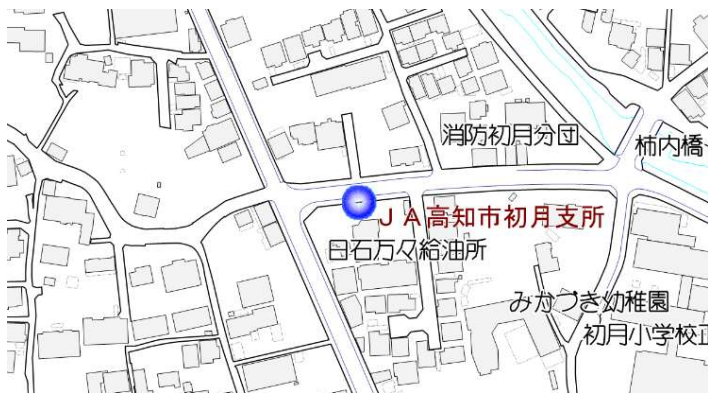 消防初月分団
柿内橋
JA高知市初月支所
日石万々給油所
みかづき幼稚園
初月小学校正